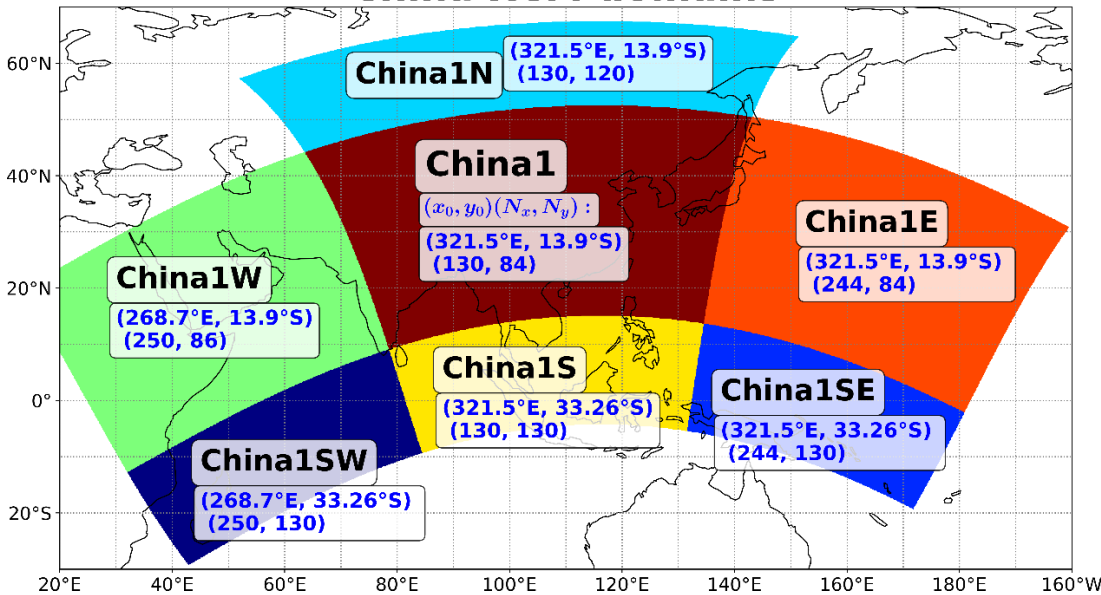 60°N
40°N
20°N
0°
20°S
20°E
40°E
60°E
80°E
100°E
120°E
140°E
160°E
180°
160°W
China1N
(321.5°E, 13.9°S)
(130, 120)
China1
(x₀, y₀)(Nₓ, Nᵧ) :
(321.5°E, 13.9°S)
(130, 84)
China1E
(321.5°E, 13.9°S)
(244, 84)
China1W
(268.7°E, 13.9°S)
(250, 86)
China1S
(321.5°E, 33.26°S)
(130, 130)
China1SE
(321.5°E, 33.26°S)
(244, 130)
China1SW
(268.7°E, 33.26°S)
(250, 130)